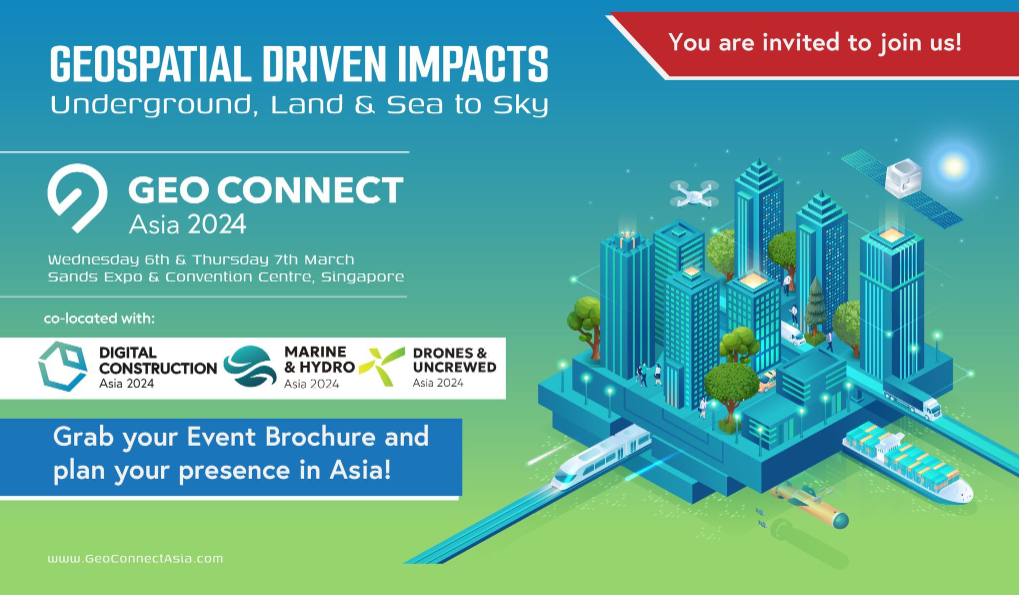 You are invited to join us!
GEOSPATIAL DRIVEN IMPACTS
Underground, Land & Sea to Sky
GEO CONNECT
Asia 2024
Wednesday 6th & Thursday 7th March
Sands Expo & Convention Centre, Singapore
co-located with:
DIGITAL
CONSTRUCTION
Asia 2024
MARINE
& HYDRO
Asia 2024
DRONES &
UNCREWED
Asia 2024
Grab your Event Brochure and
plan your presence in Asia!
www.GeoConnectAsia.com